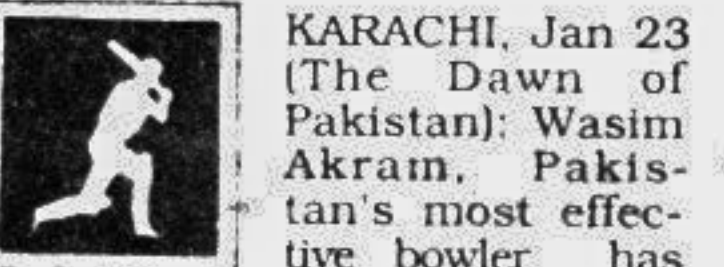 KARACHI, Jan 23
(The Dawn of
Pakistan): Wasim
Akram, Pakis-
tan's most effec-
tive bowler has